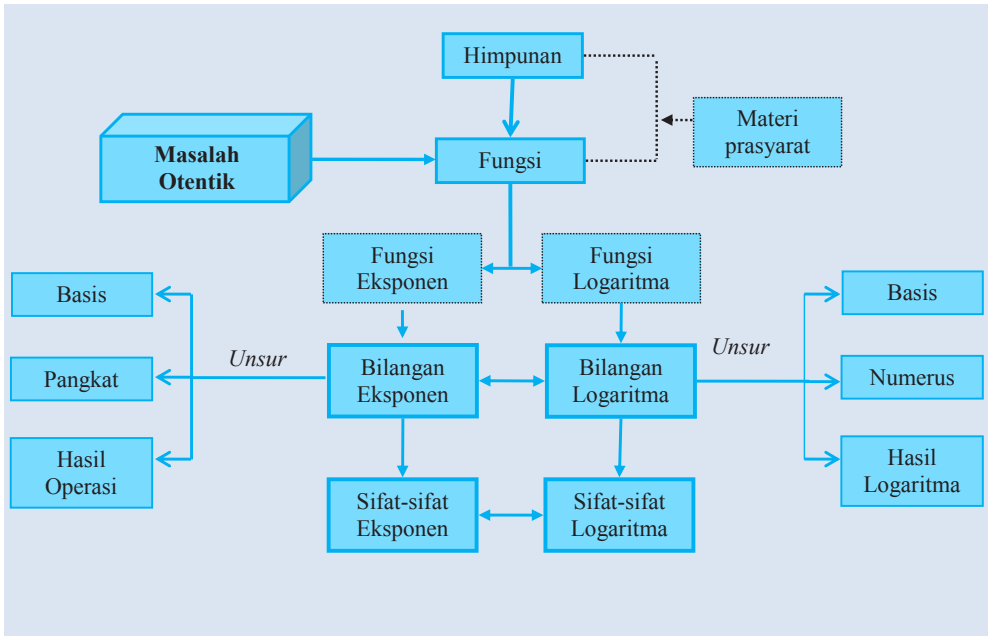 Himpunan
Materi
prasyarat
Masalah
Otentik
Fungsi
Fungsi
Eksponen
Fungsi
Logaritma
Basis
Basis
Unsur
Unsur
Pangkat
Bilangan
Eksponen
Bilangan
Logaritma
Numerus
Hasil
Operasi
Hasil
Logaritma
Sifat-sifat
Eksponen
Sifat-sifat
Logaritma